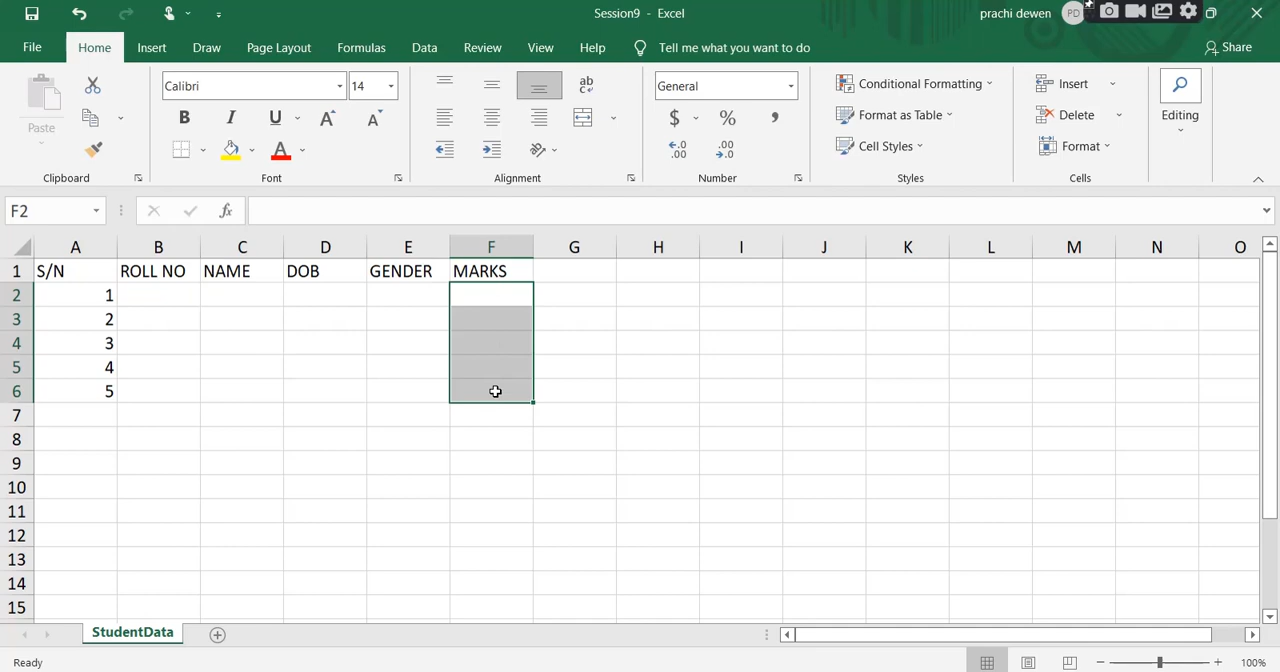 Session9 - Excel
prachi dewen
PD
File
Home
Insert
Draw
Page Layout
Formulas
Data
Review
View
Help
Tell me what you want to do
Share
Paste
Clipboard
Calibri
14
B
I
U
A
A
A
Font
ab
Alignment
General
$
%
,
Number
Conditional Formatting
Format as Table
Cell Styles
Styles
Insert
Delete
Format
Cells
Editing
F2
fx
A B C D E F G H I J K L M N O
1 S/N ROLL NO NAME DOB GENDER MARKS
2 1
3 2
4 3
5 4
6 5
7
8
9
10
11
12
13
14
15
StudentData
Ready
100%